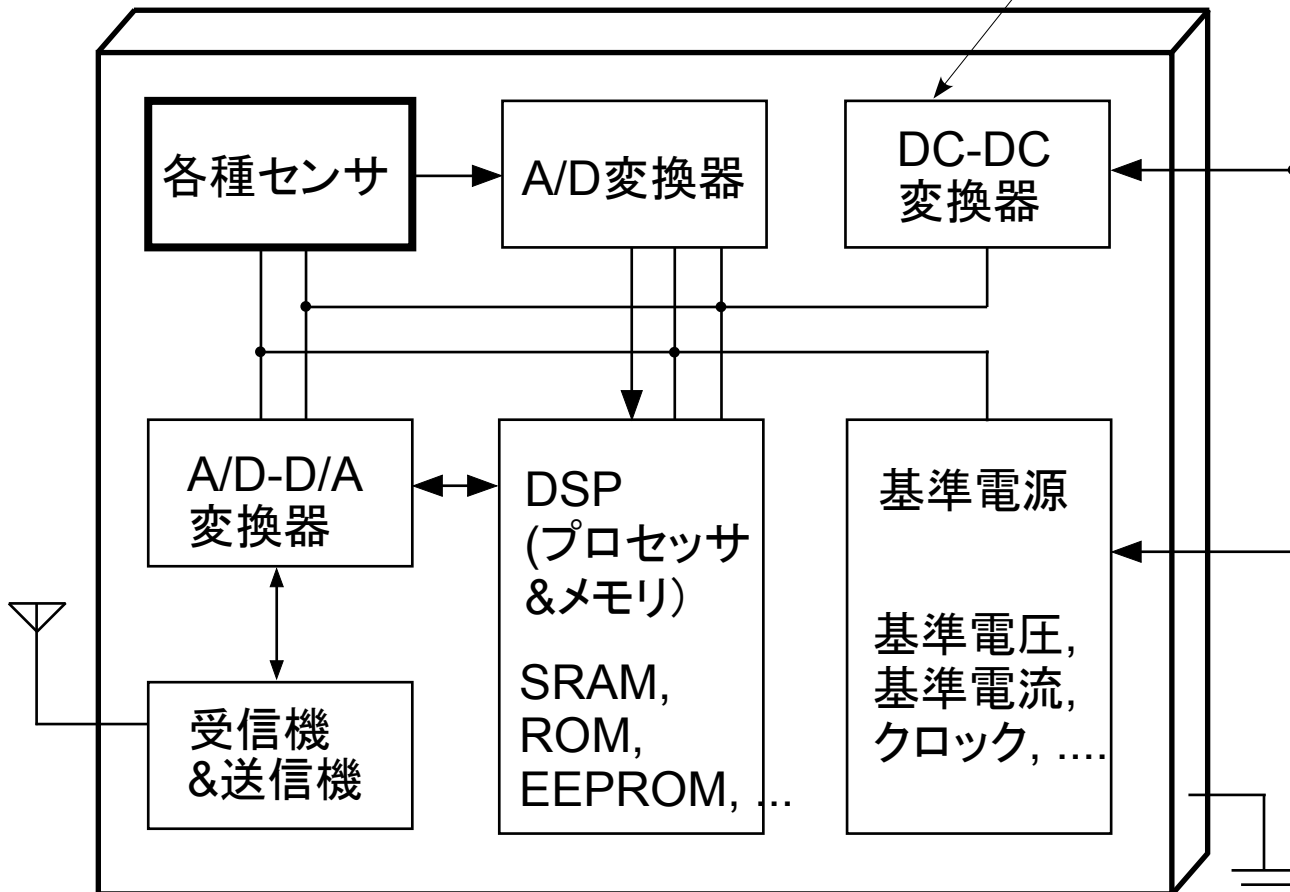 各種センサ
A/D変換器
DC-DC
変換器
A/D-D/A
変換器
DSP
(プロセッサ
&メモリ）
SRAM,
ROM,
EEPROM, ...
基準電源
基準電圧,
基準電流,
クロック, ....
受信機
&送信機